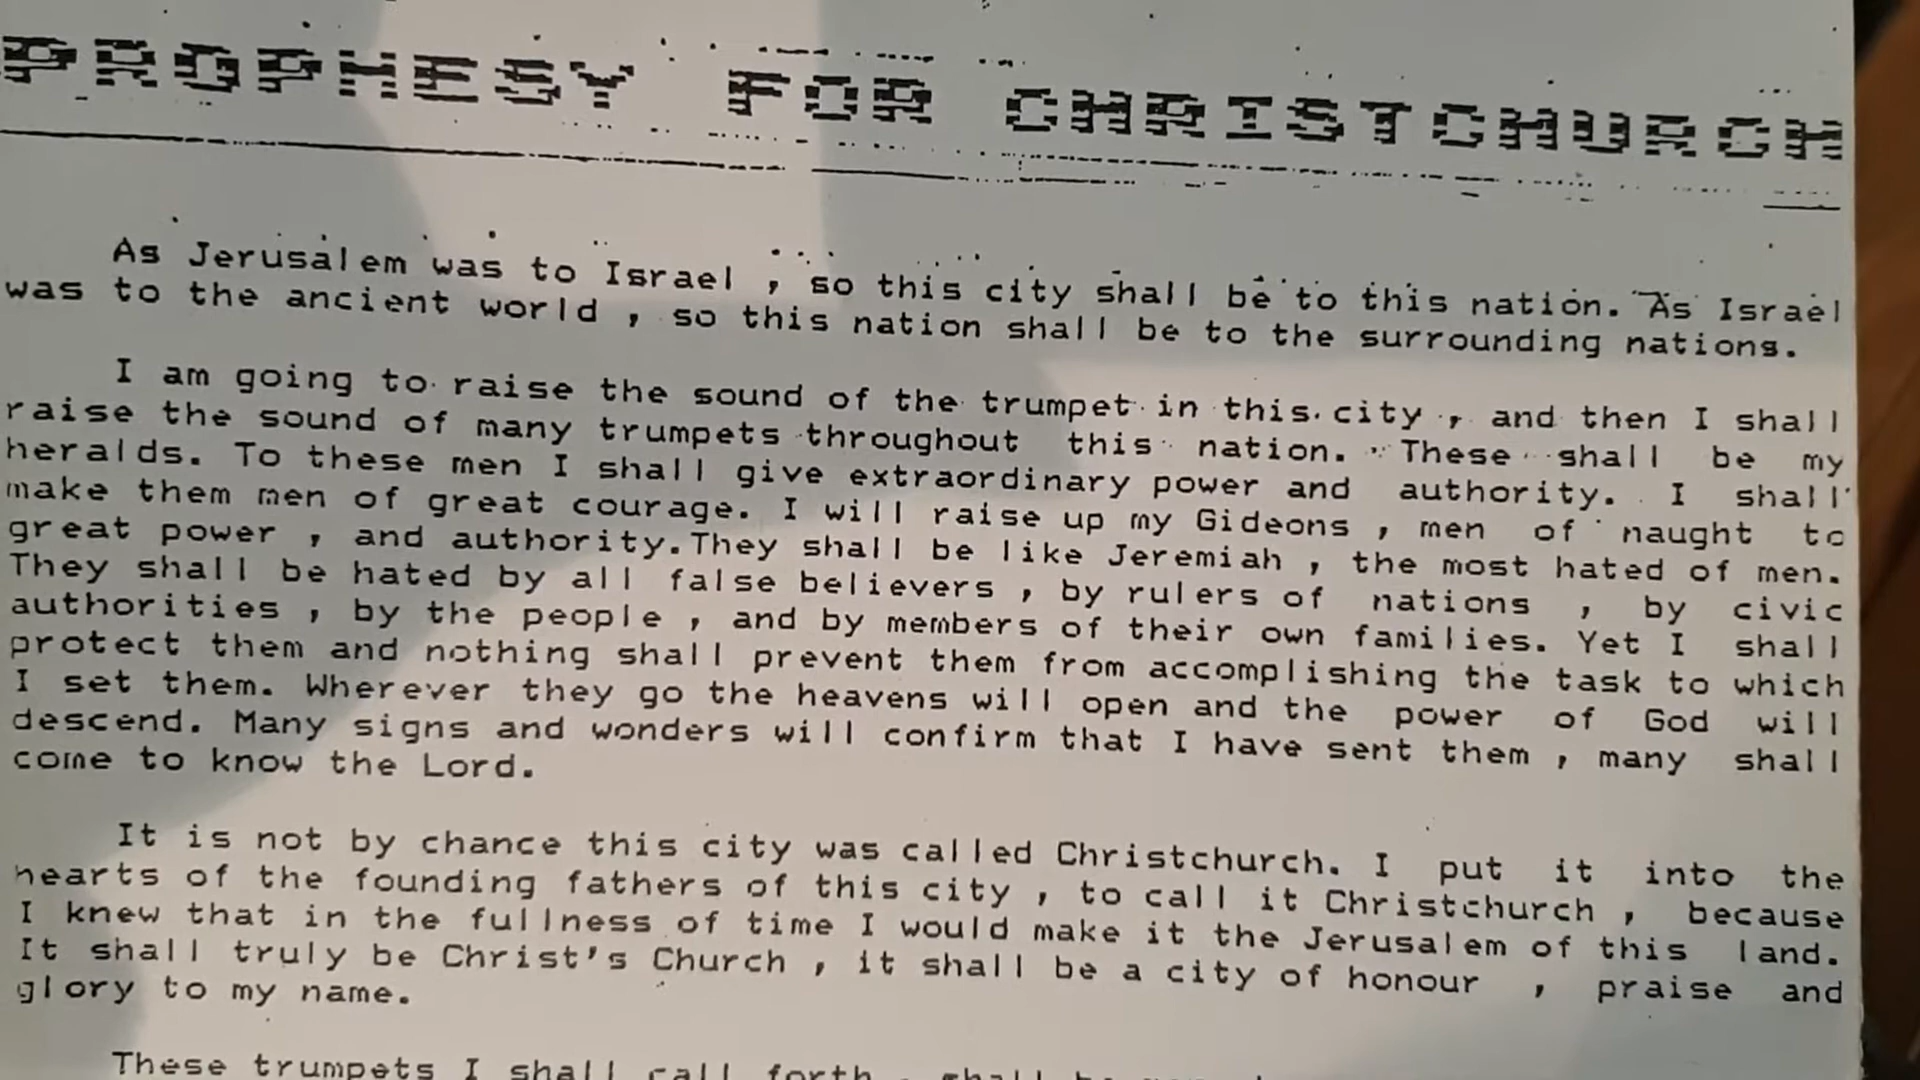 PROPHESY FOR CHRISTCHURCH
As Jerusalem was to Israel , so this city shall be to this nation. As Israel
was to the ancient world , so this nation shall be to the surrounding nations.
I am going to raise the sound of the trumpet in this city , and then I shall
raise the sound of many trumpets throughout this nation. These shall be my
heralds. To these men I shall give extraordinary power and authority. I shall
make them men of great courage. I will raise up my Gideons , men of naught to
great power , and authority.They shall be like Jeremiah , the most hated of men.
They shall be hated by all false believers , by rulers of nations , by civic
authorities , by the people , and by members of their own families. Yet I shall
protect them and nothing shall prevent them from accomplishing the task to which
I set them. Wherever they go the heavens will open and the power of God will
descend. Many signs and wonders will confirm that I have sent them , many shall
come to know the Lord.
It is not by chance this city was called Christchurch. I put it into the
hearts of the founding fathers of this city , to call it Christchurch , because
I knew that in the fullness of time I would make it the Jerusalem of this land.
It shall truly be Christ's Church , it shall be a city of honour , praise and
glory to my name.
These trumpets I shall call forth , shall